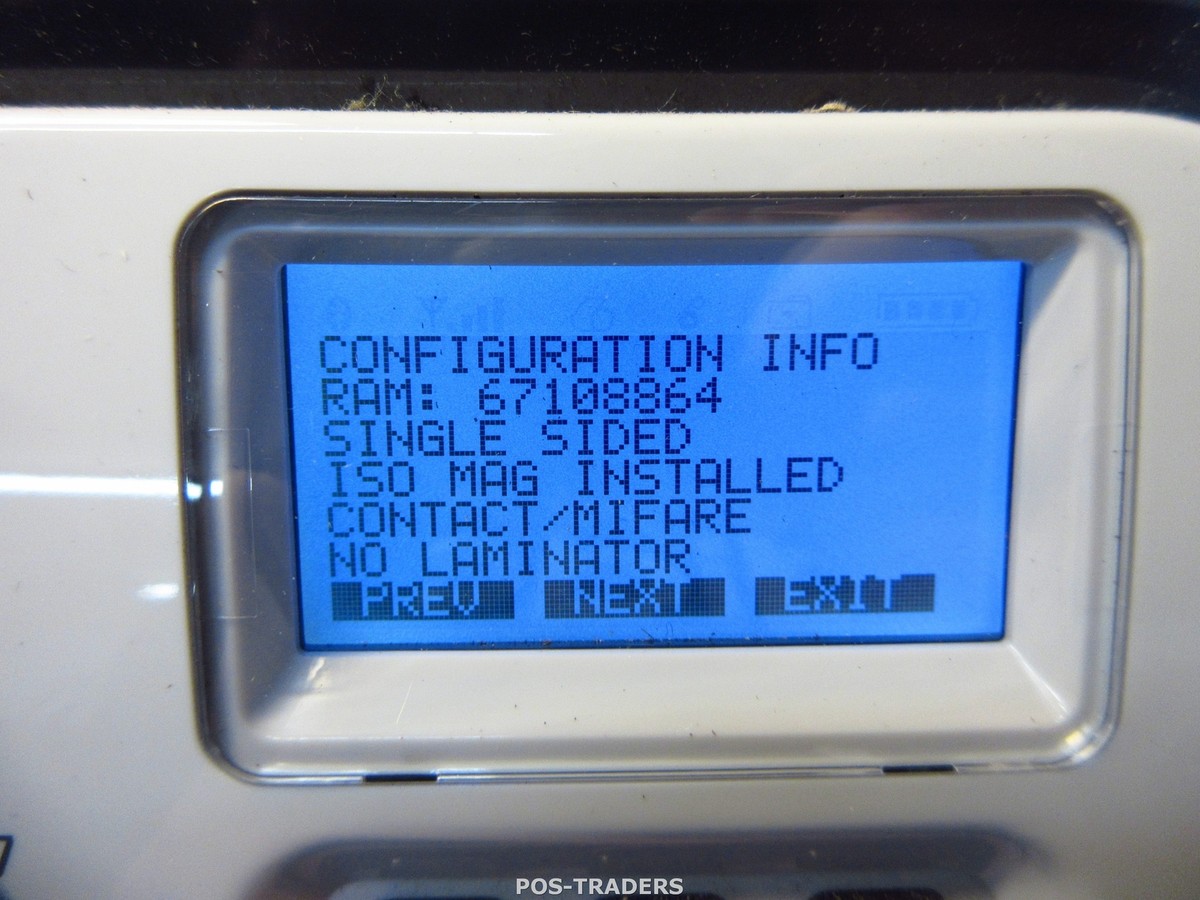 CONFIGURATION INFO
RAM: 67108864
SINGLE SIDED
ISO MAG INSTALLED
CONTACT/MIFARE
NO LAMINATOR
PREV NEXT EXIT
POS-TRADERS